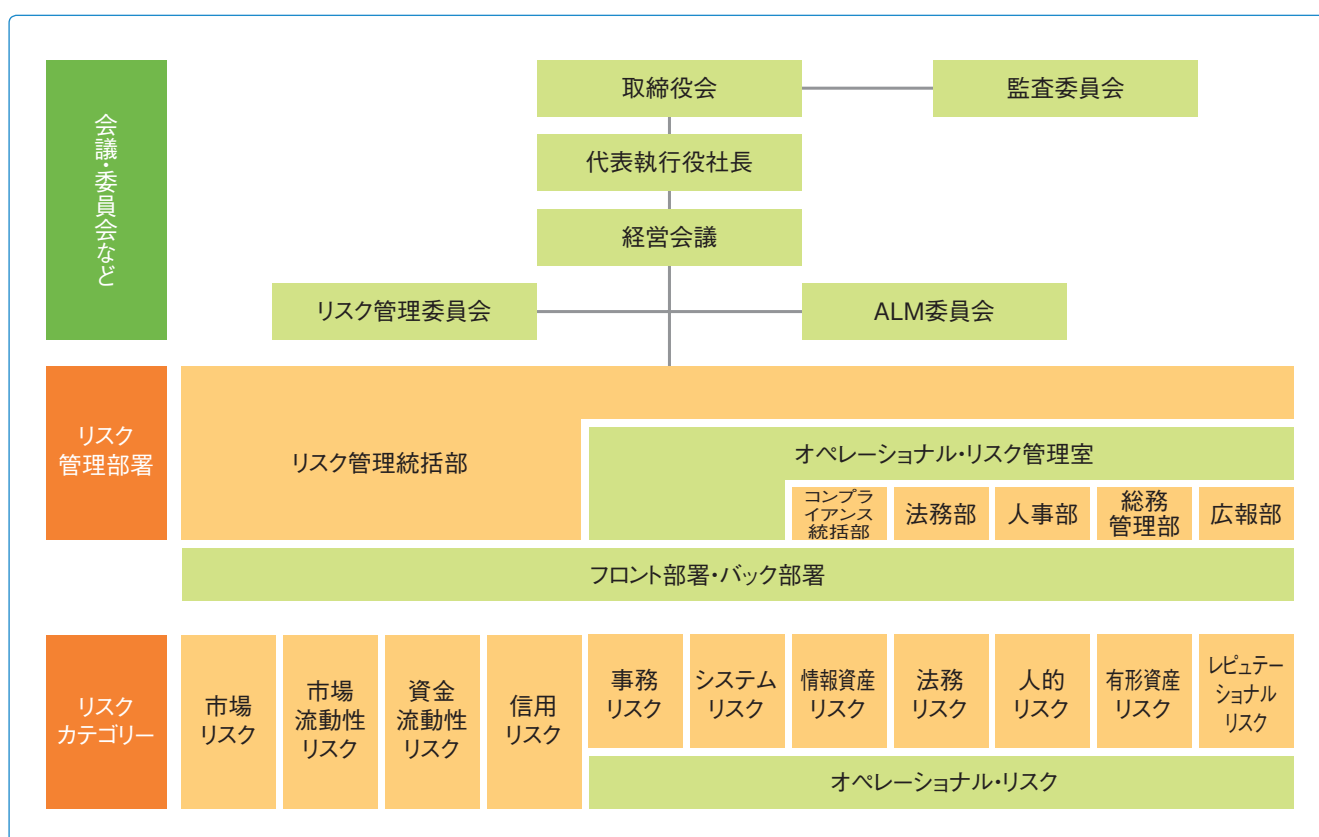 会議・委員会など
取締役会
監査委員会
代表執行役社長
経営会議
リスク管理委員会
ALM委員会
リスク
管理部署
リスク管理統括部
オペレーショナル・リスク管理室
コンプラ
イアンス
統括部
法務部
人事部
総務
管理部
広報部
フロント部署・バック部署
リスク
カテゴリー
市場
リスク
市場
流動性
リスク
資金
流動性
リスク
信用
リスク
事務
リスク
システム
リスク
情報資産
リスク
法務
リスク
人的
リスク
有形資産
リスク
レピュテー
ショナル
リスク
オペレーショナル・リスク